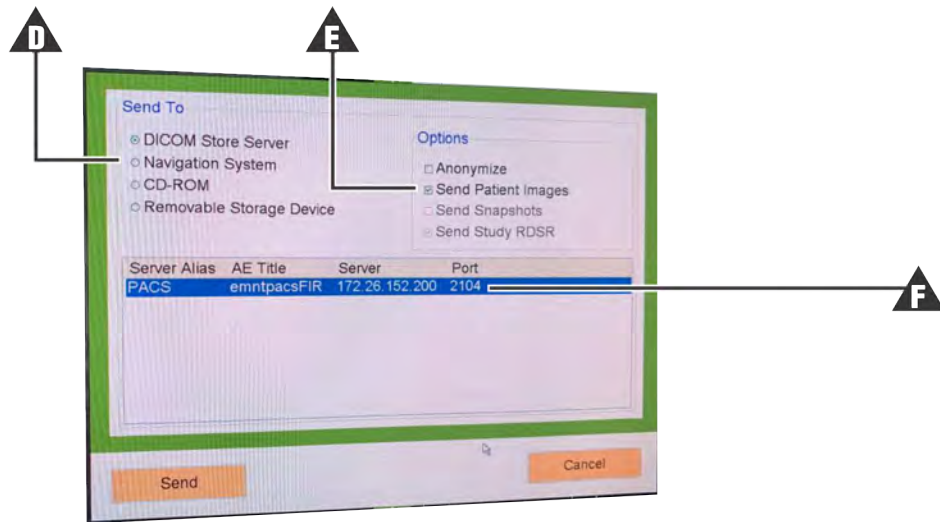 D
E
Send To
DICOM Store Server
Navigation System
CD-ROM
Removable Storage Device
Options
Anonymize
Send Patient Images
Send Snapshots
Send Study RDSR
Server Alias AE Title Server Port
PACS emntpacsFIR 172.26.152.200 2104
F
Send
Cancel